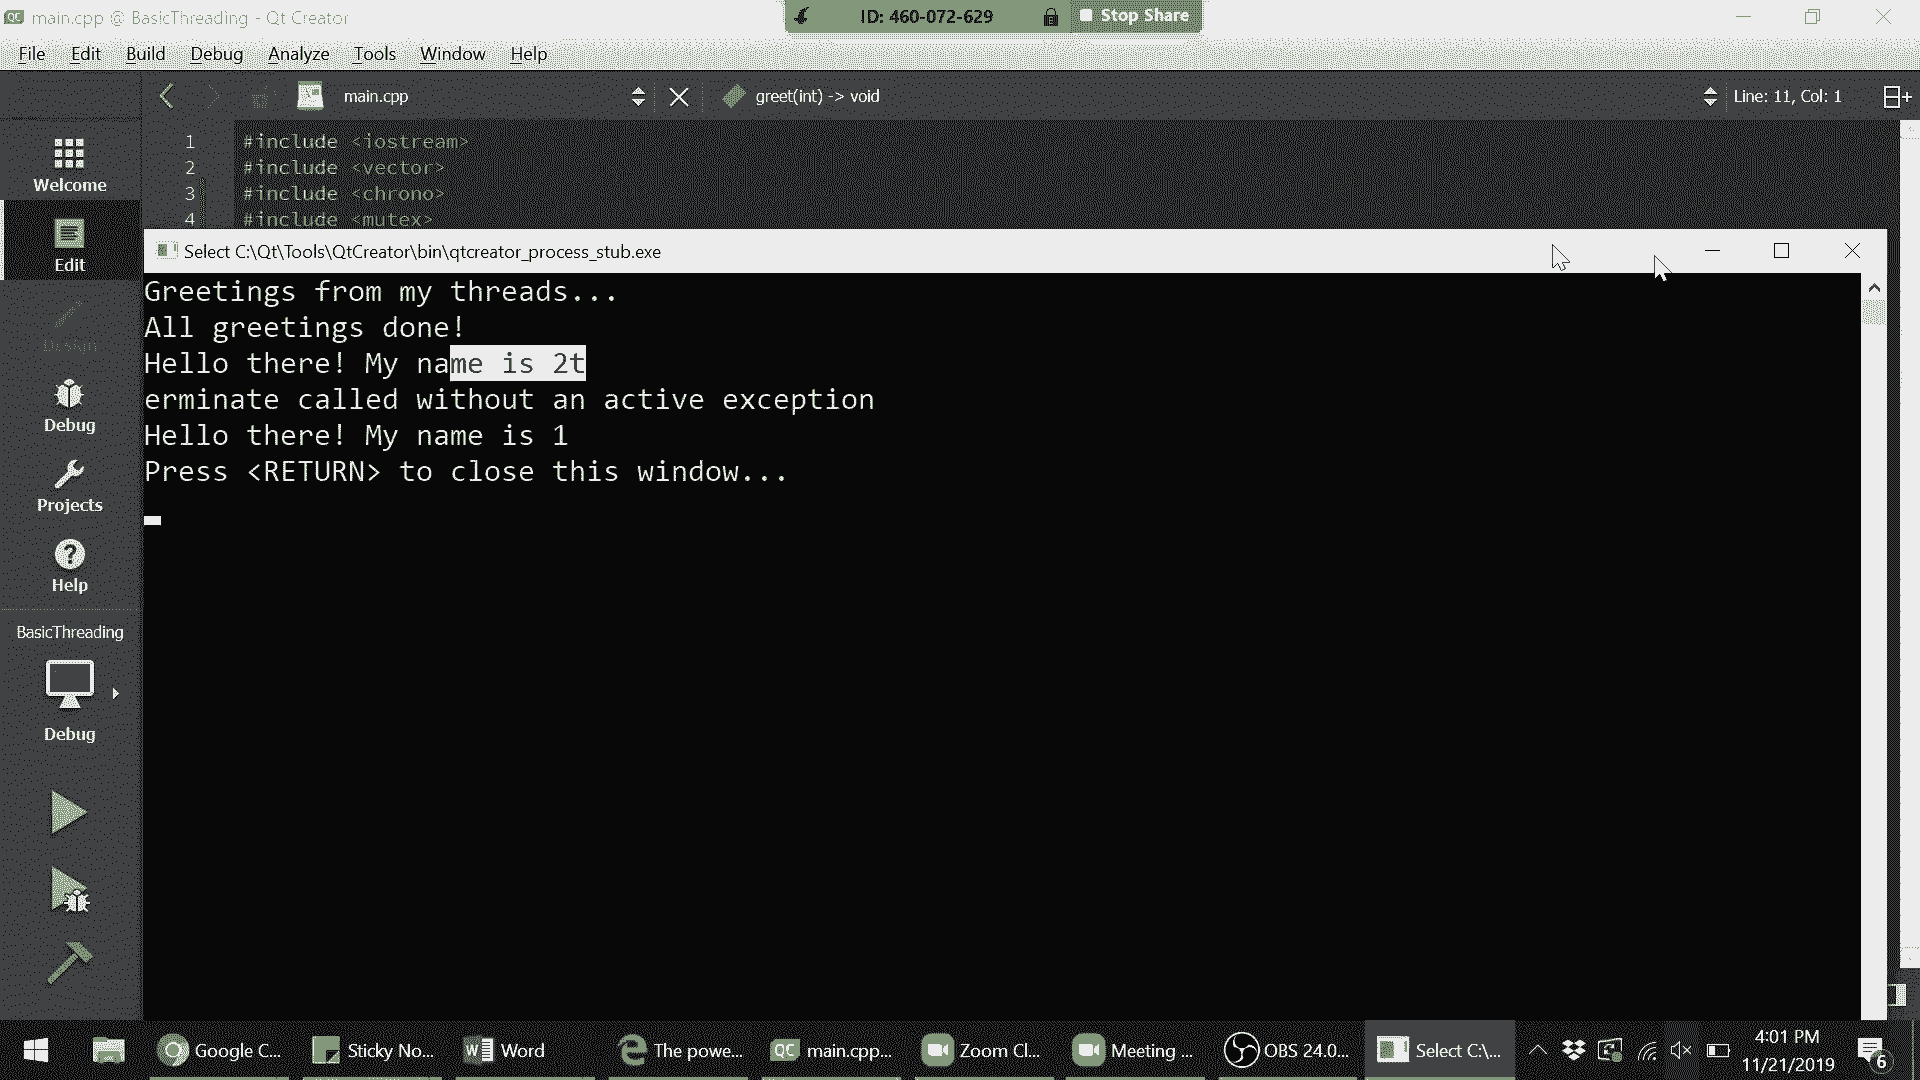 main.cpp @ BasicThreading - Qt Creator
ID: 460-072-629
Stop Share
File Edit Build Debug Analyze Tools Window Help
main.cpp
greet(int) -> void
Line: 11, Col: 1
1 #include <iostream>
2 #include <vector>
3 #include <chrono>
4 #include <mutex>
Welcome
Edit
Design
Debug
Projects
Help
BasicThreading
Debug
Select C:\Qt\Tools\QtCreator\bin\qtcreator_process_stub.exe
Greetings from my threads...
All greetings done!
Hello there! My name is 2t
erminate called without an active exception
Hello there! My name is 1
Press <RETURN> to close this window...
Google C...
Sticky No...
Word
The powe...
main.cpp...
Zoom Cl...
Meeting ...
OBS 24.0...
Select C:\...
4:01 PM
11/21/2019
6